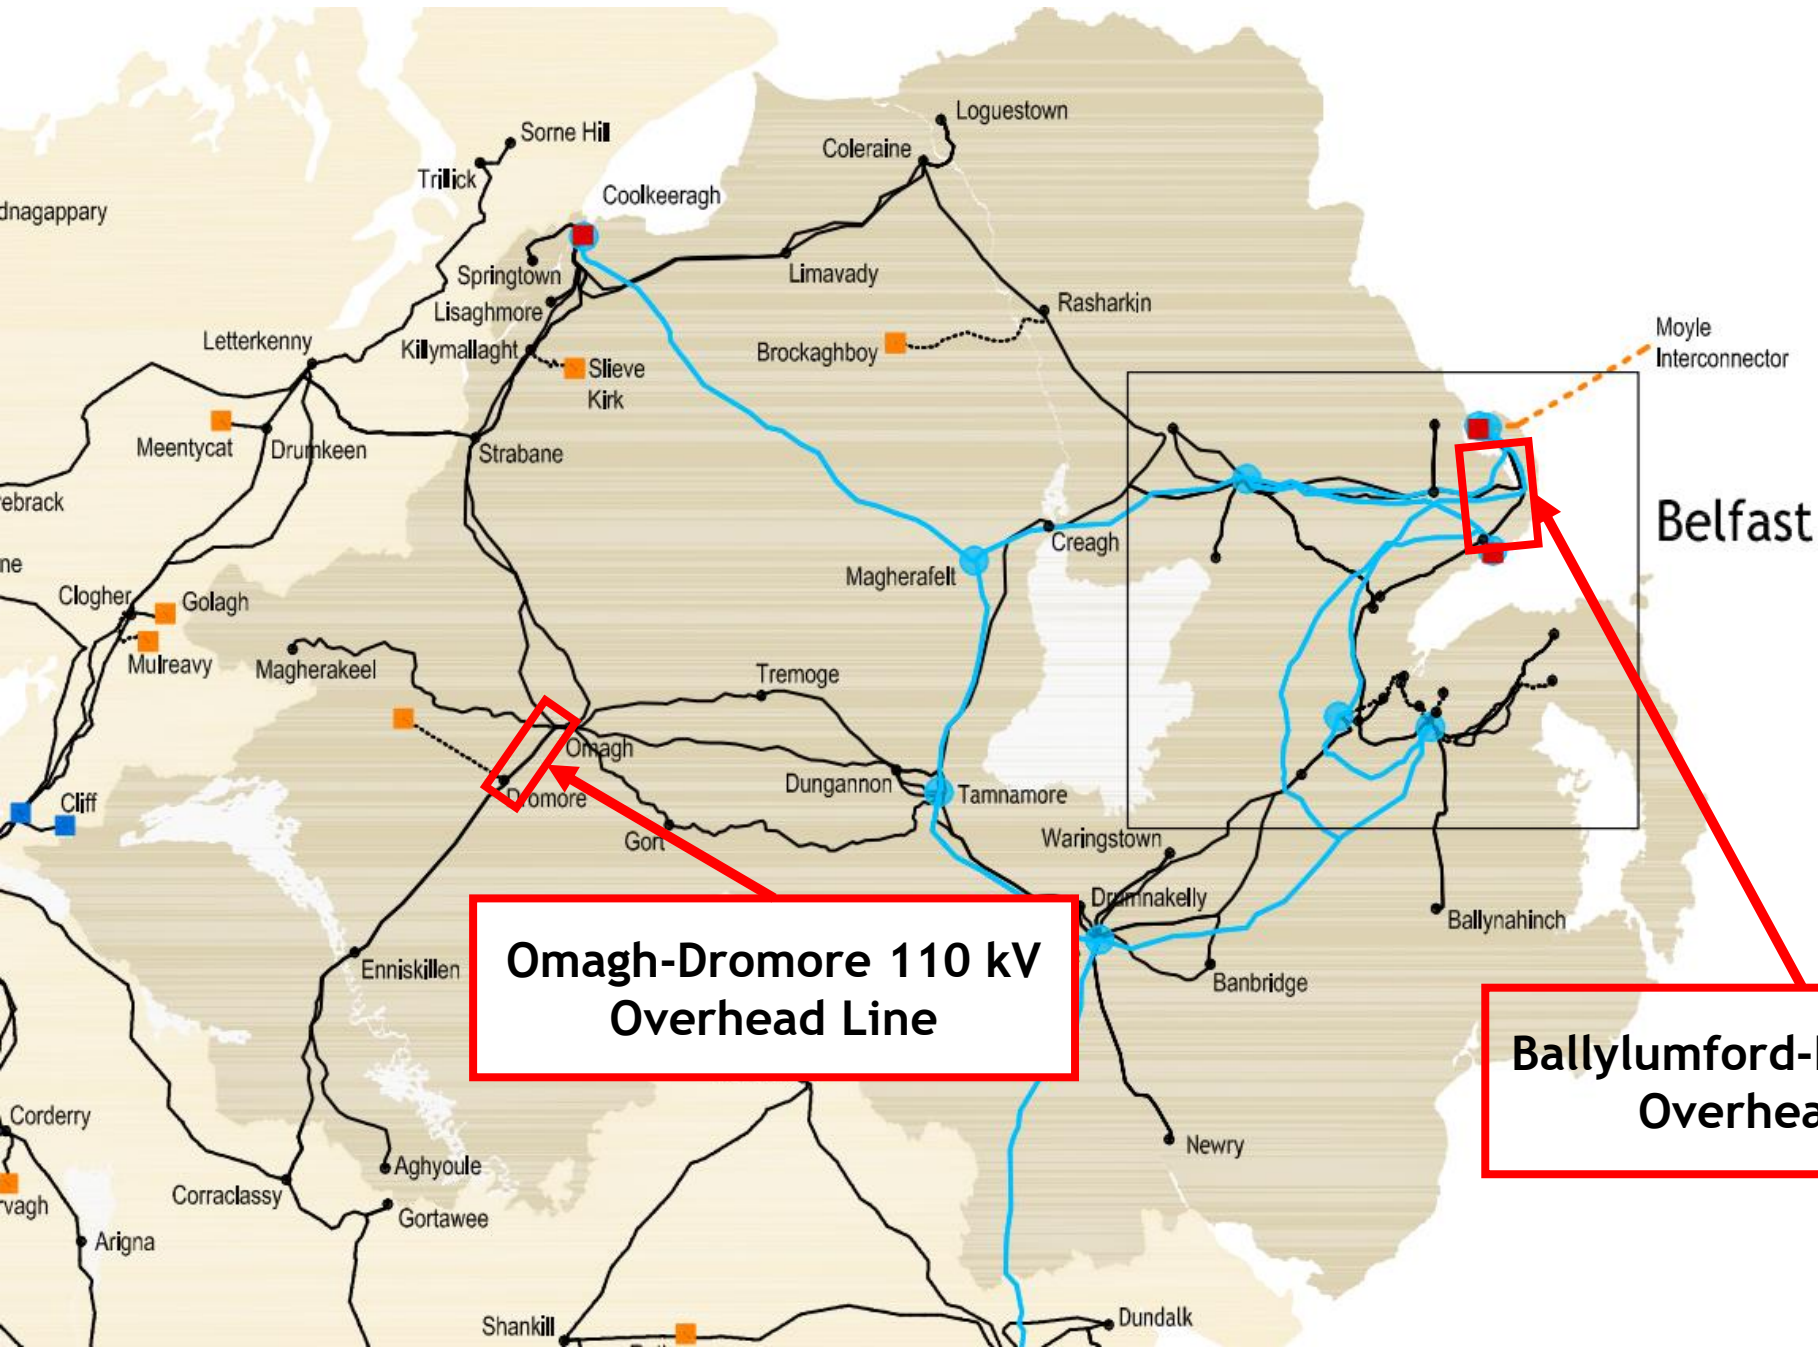 Loguestown
Sorne Hill
Coleraine
Trillick
Coolkeeragh
dnagappary
Springtown
Limavady
Lisaghmore
Rasharkin
Moyle
Interconnector
Letterkenny
Killymallaght
Brockaghboy
Slieve
Kirk
Meentycat
Drumkeen
Strabane
ebrack
Belfast
Creagh
ne
Magherafelt
Clogher
Golagh
Mulreavy
Magherakeel
Tremoge
Omagh
Dungannon
Tamnamore
Cliff
Dromore
Gort
Waringstown
Drumnakelly
Ballynahinch
Enniskillen
Omagh-Dromore 110 kV
Overhead Line
Banbridge
Ballylumford-
Overhea
Corderry
Newry
Aghyoule
rvagh
Corraclassy
Gortawee
Arigna
Shankill
Dundalk